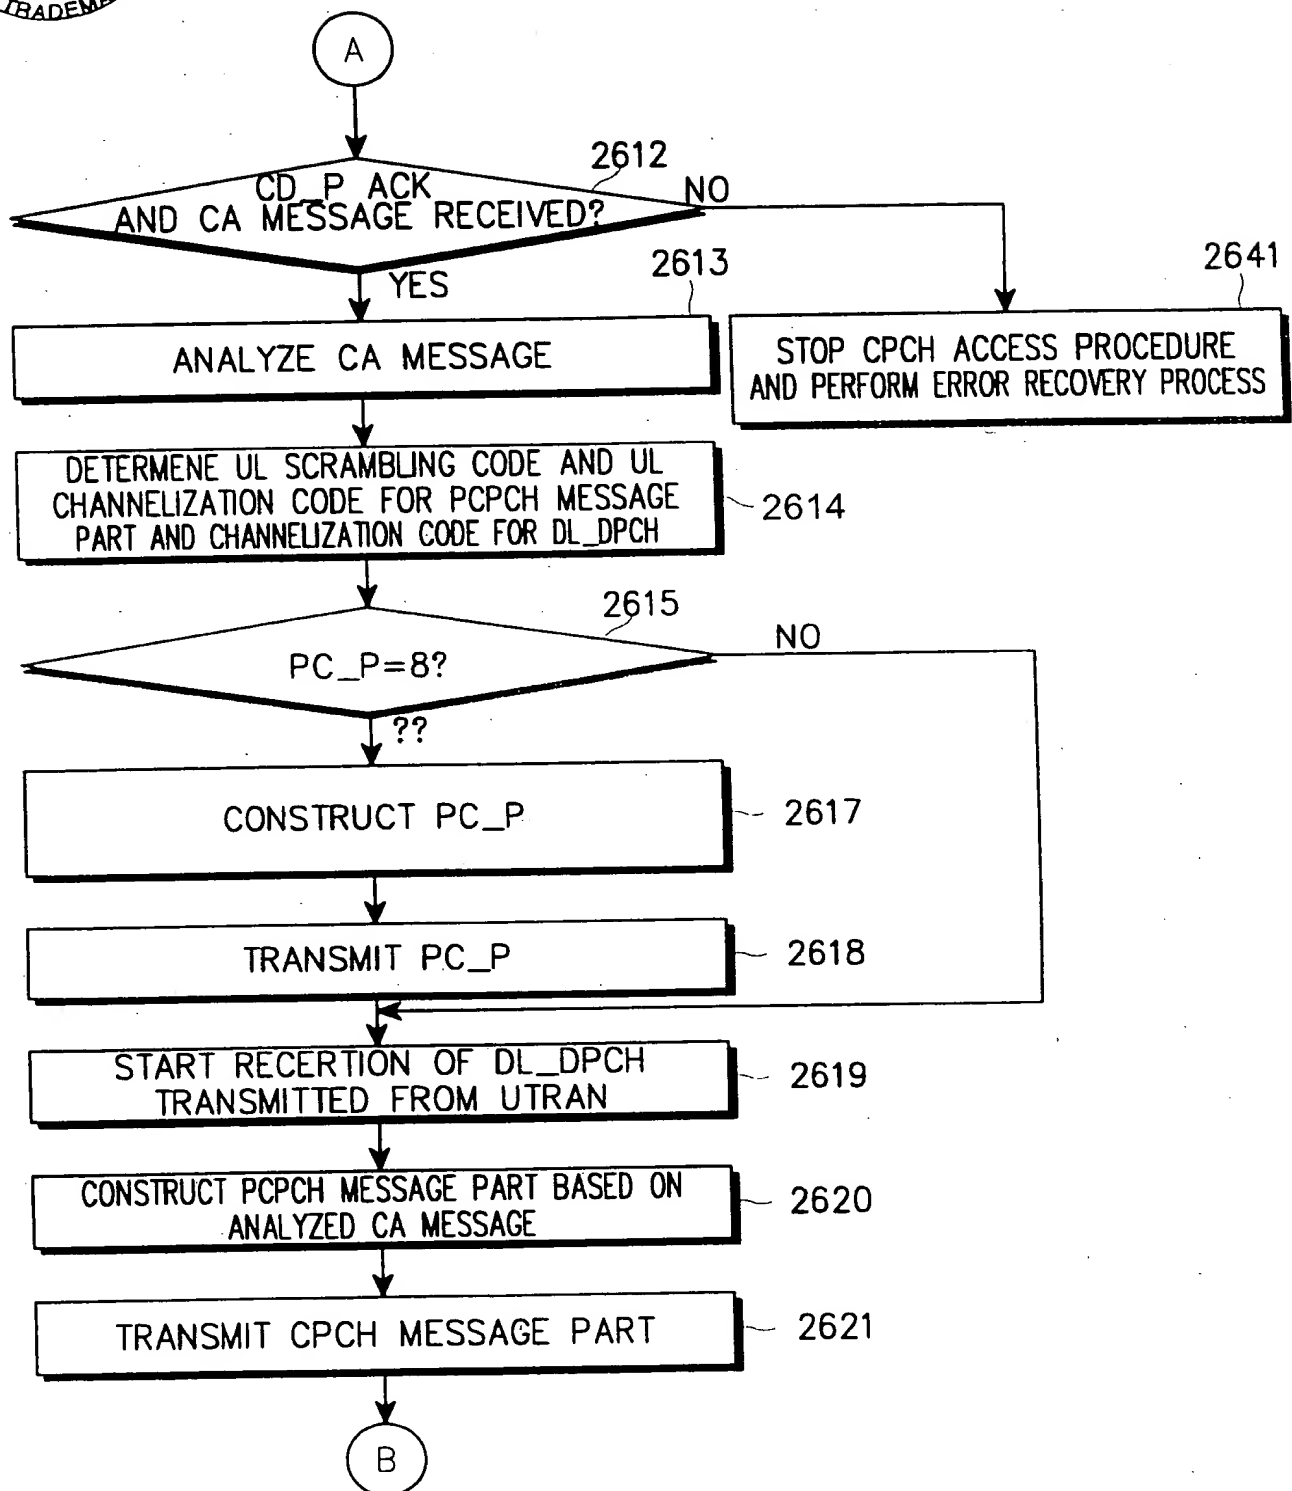 TRADEM
A
2612
CD_P ACK
AND CA MESSAGE RECEIVED?
NO
YES
2613
2641
ANALYZE CA MESSAGE
STOP CPCH ACCESS PROCEDURE
AND PERFORM ERROR RECOVERY PROCESS
DETERMENE UL SCRAMBLING CODE AND UL
CHANNELIZATION CODE FOR PCPCH MESSAGE
PART AND CHANNELIZATION CODE FOR DL_DPCH
2614
2615
NO
PC_P=8?
??
CONSTRUCT PC_P
2617
TRANSMIT PC_P
2618
START RECERTION OF DL_DPCH
TRANSMITTED FROM UTRAN
2619
CONSTRUCT PCPCH MESSAGE PART BASED ON
ANALYZED CA MESSAGE
2620
TRANSMIT CPCH MESSAGE PART
2621
B